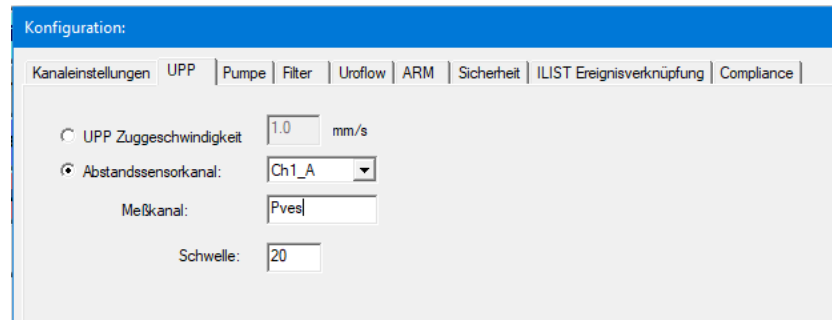 Konfiguration:
Kanaleinstellungen UPP Pumpe Filter Uroflow ARM Sicherheit ILIST Ereignisverknüpfung Compliance
UPP Zuggeschwindigkeit 1.0 mm/s
Abstandssensorkanal: Ch1_A
Meßkanal: Pves
Schwelle: 20